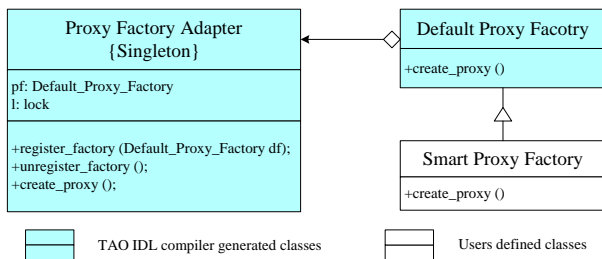 Proxy Factory Adapter
{Singleton}
pf: Default_Proxy_Factory
l: lock
+register_factory (Default_Proxy_Factory df);
+unregister_factory ();
+create_proxy ();
Default Proxy Facotry
+create_proxy ()
Smart Proxy Factory
+create_proxy ()
TAO IDL compiler generated classes
Users defined classes